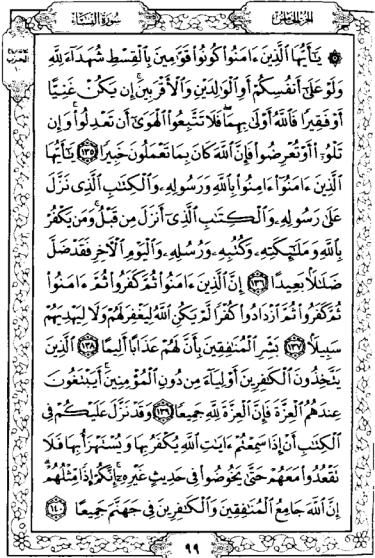 الجزء الخامس
سورة النساء
۞ يَـٰٓأَيُّهَا ٱلَّذِينَ ءَامَنُوا۟ كُونُوا۟ قَوَّٰمِينَ بِٱلْقِسْطِ شُهَدَآءَ لِلَّهِ
وَلَوْ عَلَىٰٓ أَنفُسِكُمْ أَوِ ٱلْوَٰلِدَيْنِ وَٱلْأَقْرَبِينَ ۚ إِن يَكُنْ غَنِيًّا
أَوْ فَقِيرًا فَٱللَّهُ أَوْلَىٰ بِهِمَا ۖ فَلَا تَتَّبِعُوا۟ ٱلْهَوَىٰٓ أَن تَعْدِلُوا۟ ۚ وَإِن
تَلْوُۥٓا۟ أَوْ تُعْرِضُوا۟ فَإِنَّ ٱللَّهَ كَانَ بِمَا تَعْمَلُونَ خَبِيرًا ١٣٥ يَـٰٓأَيُّهَا
ٱلَّذِينَ ءَامَنُوٓا۟ ءَامِنُوا۟ بِٱللَّهِ وَرَسُولِهِۦ وَٱلْكِتَـٰبِ ٱلَّذِى نَزَّلَ
عَلَىٰ رَسُولِهِۦ وَٱلْكِتَـٰبِ ٱلَّذِىٓ أَنزَلَ مِن قَبْلُ ۚ وَمَن يَكْفُرْ
بِٱللَّهِ وَمَلَـٰٓئِكَتِهِۦ وَكُتُبِهِۦ وَرُسُلِهِۦ وَٱلْيَوْمِ ٱلْـَٔاخِرِ فَقَدْ ضَلَّ
ضَلَـٰلًۢا بَعِيدًا ١٣٦ إِنَّ ٱلَّذِينَ ءَامَنُوا۟ ثُمَّ كَفَرُوا۟ ثُمَّ ءَامَنُوا۟
ثُمَّ كَفَرُوا۟ ثُمَّ ٱزْدَادُوا۟ كُفْرًا لَّمْ يَكُنِ ٱللَّهُ لِيَغْفِرَ لَهُمْ وَلَا لِيَهْدِيَهُمْ
سَبِيلًۢا ١٣٧ بَشِّرِ ٱلْمُنَـٰفِقِينَ بِأَنَّ لَهُمْ عَذَابًا أَلِيمًا ١٣٨ ٱلَّذِينَ
يَتَّخِذُونَ ٱلْكَـٰفِرِينَ أَوْلِيَآءَ مِن دُونِ ٱلْمُؤْمِنِينَ ۚ أَيَبْتَغُونَ
عِندَهُمُ ٱلْعِزَّةَ فَإِنَّ ٱلْعِزَّةَ لِلَّهِ جَمِيعًا ١٣٩ وَقَدْ نَزَّلَ عَلَيْكُمْ فِى
ٱلْكِتَـٰبِ أَنْ إِذَا سَمِعْتُمْ ءَايَـٰتِ ٱللَّهِ يُكْفَرُ بِهَا وَيُسْتَهْزَأُ بِهَا فَلَا
تَقْعُدُوا۟ مَعَهُمْ حَتَّىٰ يَخُوضُوا۟ فِى حَدِيثٍ غَيْرِهِۦٓ ۚ إِنَّكُمْ إِذًا مِّثْلُهُمْ ۗ
إِنَّ ٱللَّهَ جَامِعُ ٱلْمُنَـٰفِقِينَ وَٱلْكَـٰفِرِينَ فِى جَهَنَّمَ جَمِيعًا ١٤٠
٩٩